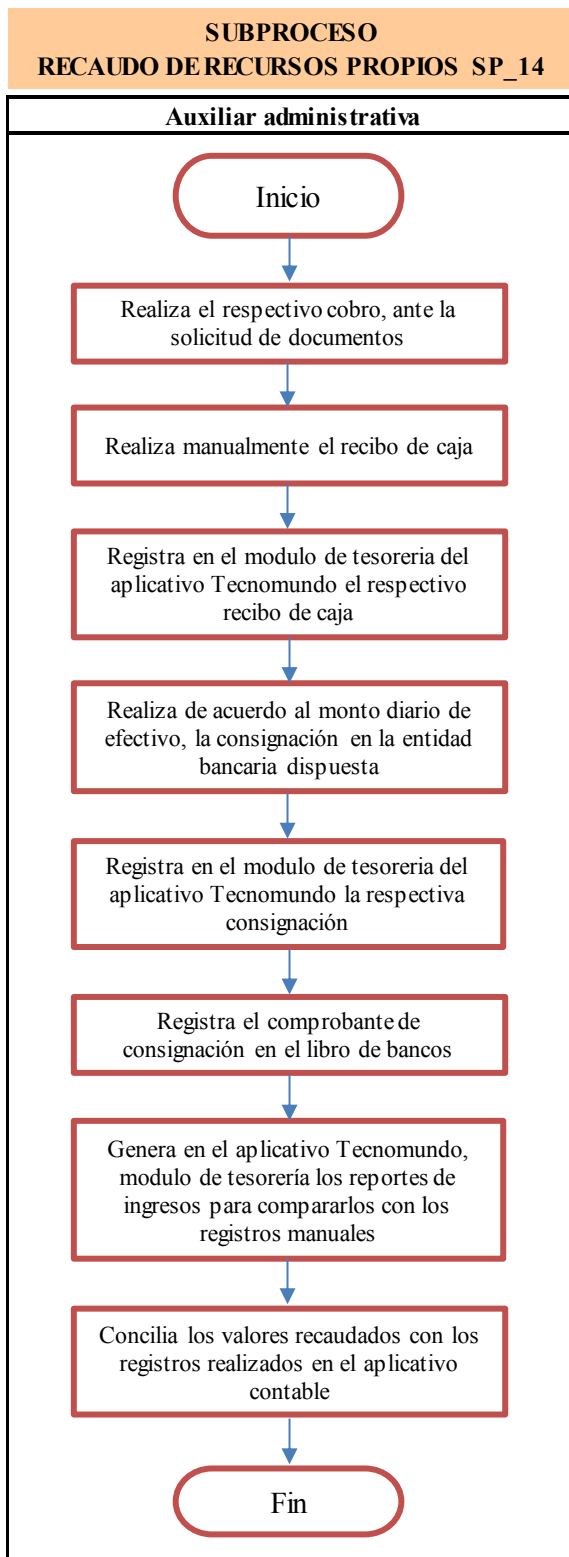 SUBPROCESO
RECAUDO DE RECURSOS PROPIOS SP_14
Auxiliar administrativa
Inicio
Realiza el respectivo cobro, ante la
solicitud de documentos
Realiza manualmente el recibo de caja
Registra en el modulo de tesoreria del
aplicativo Tecnomundo el respectivo
recibo de caja
Realiza de acuerdo al monto diario de
efectivo, la consignación en la entidad
bancaria dispuesta
Registra en el modulo de tesoreria del
aplicativo Tecnomundo la respectiva
consignación
Registra el comprobante de
consignación en el libro de bancos
Genera en el aplicativo Tecnomundo,
modulo de tesorería los reportes de
ingresos para compararlos con los
registros manuales
Concilia los valores recaudados con los
registros realizados en el aplicativo
contable
Fin